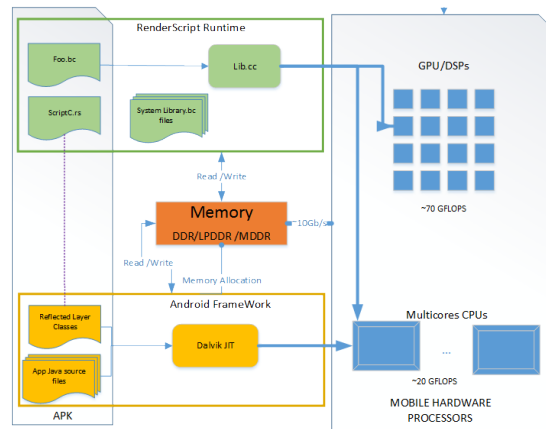 RenderScript Runtime
Foo.bc
Lib.cc
GPU/DSPs
ScriptC.rs
System Library.bc
files
~70 GFLOPS
Read /Write
Memory
DDR/LPDDR /MDDR
~10Gb/s
Read /Write
Memory Allocation
Android FrameWork
Reflected Layer
Classes
Dalvik JIT
Multicores CPUs
...
App Java source
files
~20 GFLOPS
APK
MOBILE HARDWARE
PROCESSORS